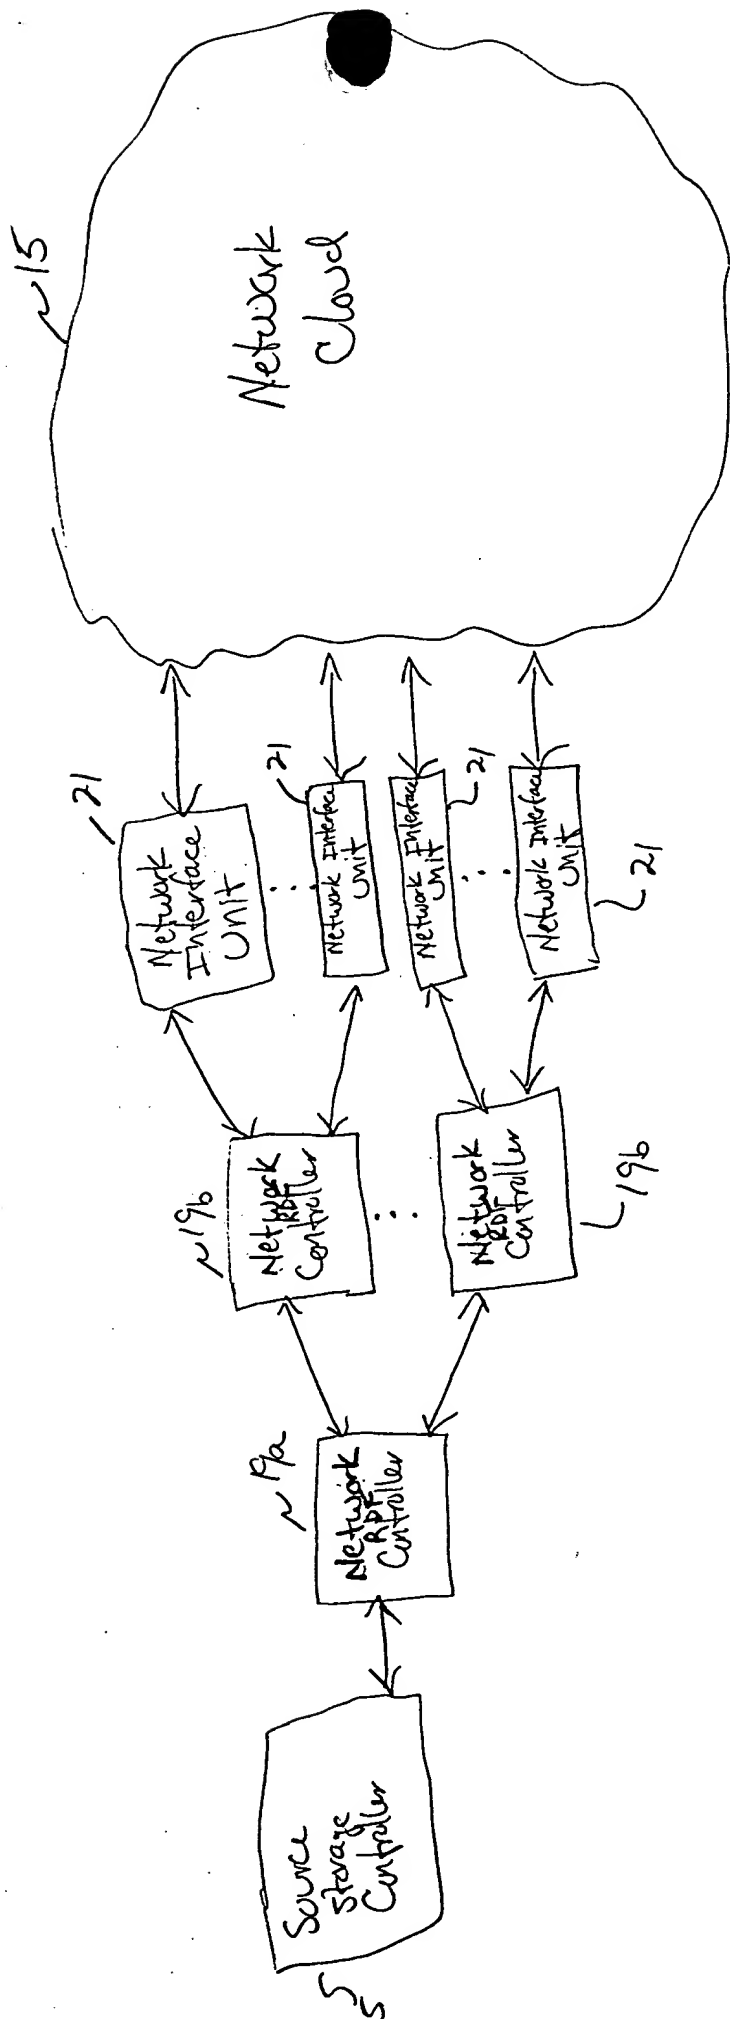 5
Source
Storage
Controller
19a
Network
RDF
Controller
19b
Network
RDF
Controller
...
Network
RDF
Controller
19b
21
Network
Interface
Unit
...
21
Network Interface
Unit
Network Interface
Unit
21
...
Network Interface
Unit
21
15
Network
Cloud